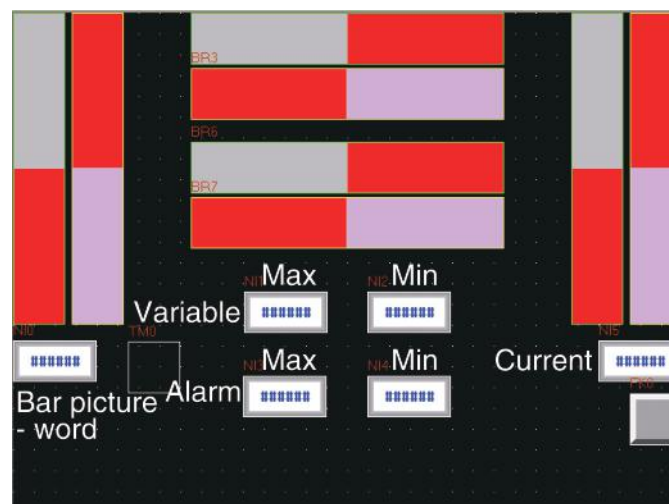 BR3
BR6
BR7
NI1 Max NI2 Min
Variable ###### ######
NI0 TM0 NI5
###### Max Min Current ######
NI3 NI4
Alarm ###### ######
Bar picture
- word